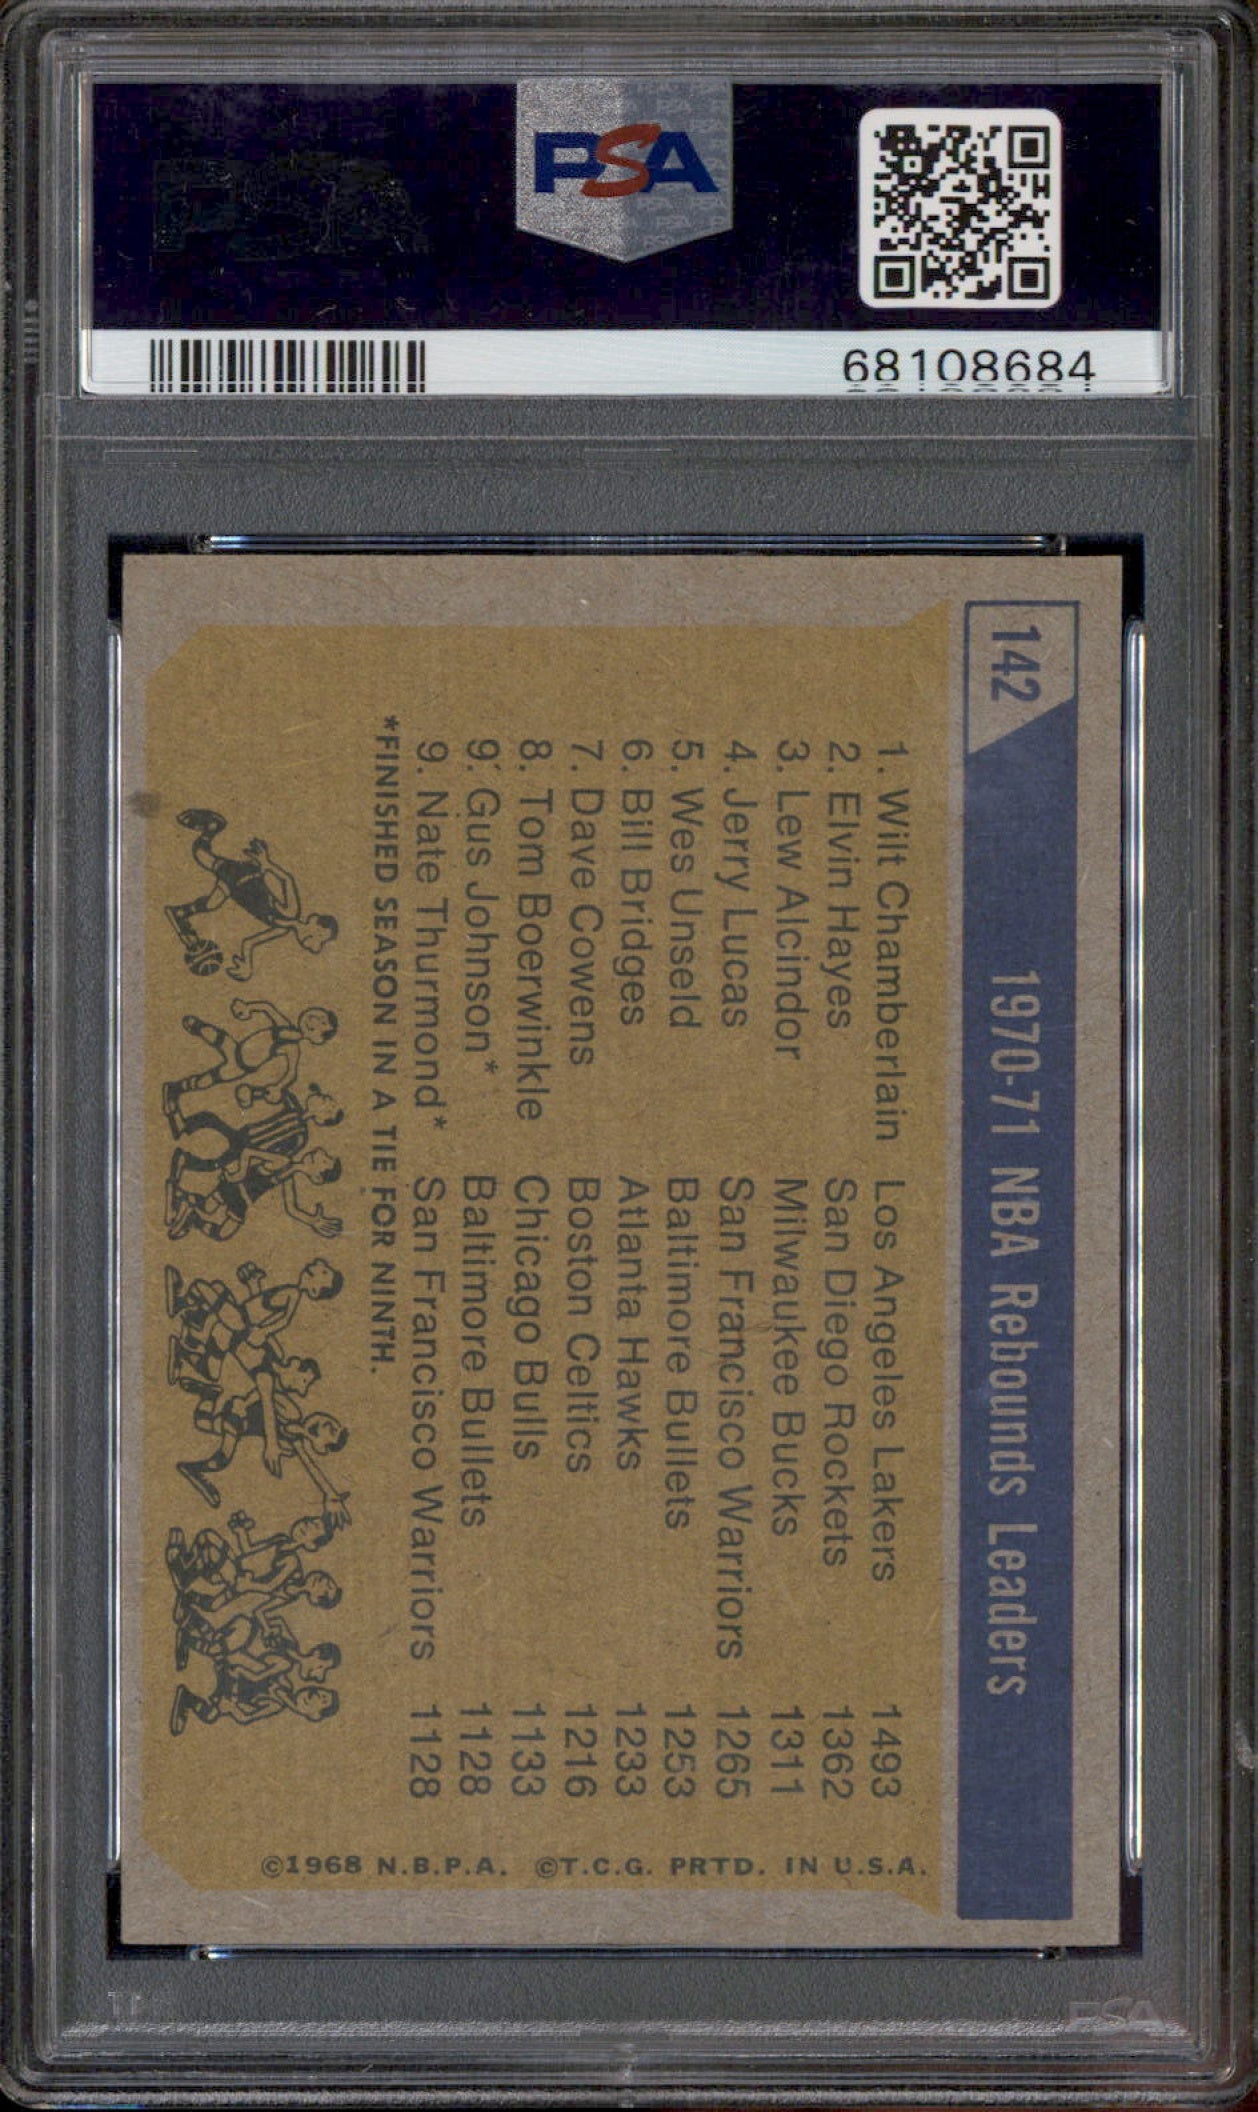 PSA
68108684
142
1970-71 NBA Rebounds Leaders
1. Wilt Chamberlain Los Angeles Lakers 1493
2. Elvin Hayes San Diego Rockets 1362
3. Lew Alcindor Milwaukee Bucks 1311
4. Jerry Lucas San Francisco Warriors 1265
5. Wes Unseld Baltimore Bullets 1253
6. Bill Bridges Atlanta Hawks 1233
7. Dave Cowens Boston Celtics 1216
8. Tom Boerwinkle Chicago Bulls 1133
9. Gus Johnson* Baltimore Bullets 1128
9. Nate Thurmond* San Francisco Warriors 1128
*FINISHED SEASON IN A TIE FOR NINTH.
©1968 N.B.P.A. ©T.C.G. PRTD. IN U.S.A.
PSA